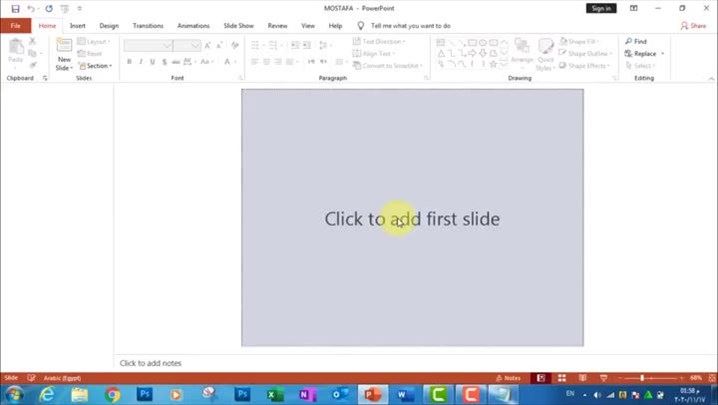 MOSTAFA - PowerPoint
Sign in
File Home Insert Design Transitions Animations Slide Show Review View Help Tell me what you want to do
Share
Paste
Clipboard
New
Slide
Layout
Reset
Section
Slides
Font
Text Direction
Align Text
Convert to SmartArt
Paragraph
Arrange
Quick
Styles
Shape Fill
Shape Outline
Shape Effects
Drawing
Find
Replace
Select
Editing
Click to add first slide
Click to add notes
Slide Arabic (Egypt)
Notes
68%
EN
01:58 م
٢٠٢٠/١١/١٧